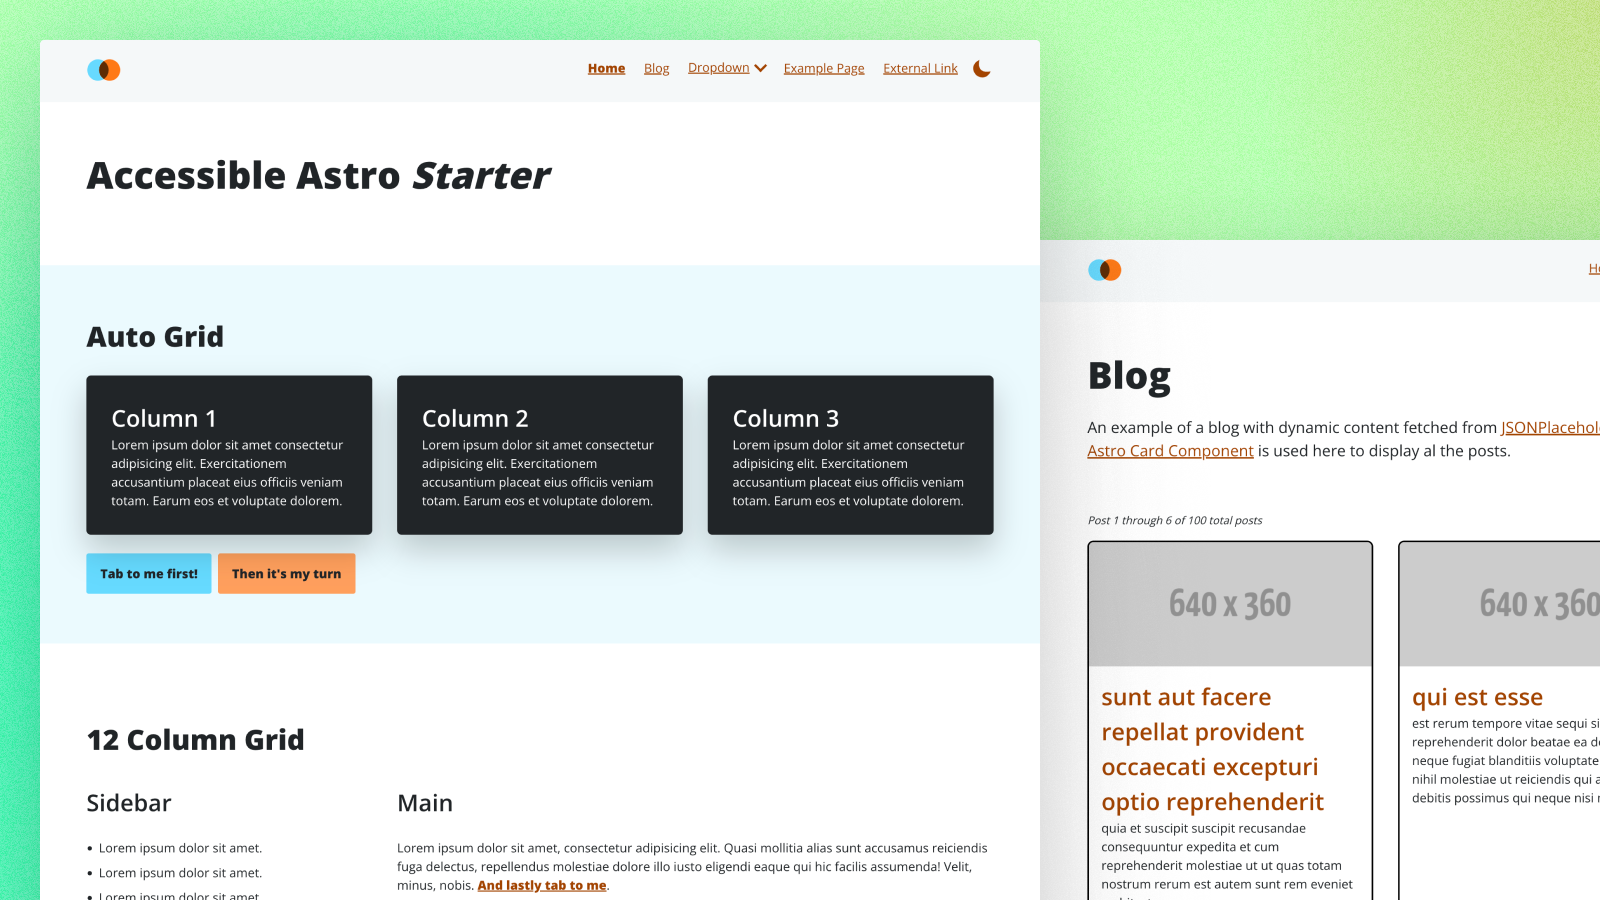 Home Blog Dropdown Example Page External Link
Accessible Astro Starter
Auto Grid
Column 1
Lorem ipsum dolor sit amet consectetur
adipisicing elit. Exercitationem
accusantium placeat eius officiis veniam
totam. Earum eos et voluptate dolorem.
Column 2
Lorem ipsum dolor sit amet consectetur
adipisicing elit. Exercitationem
accusantium placeat eius officiis veniam
totam. Earum eos et voluptate dolorem.
Column 3
Lorem ipsum dolor sit amet consectetur
adipisicing elit. Exercitationem
accusantium placeat eius officiis veniam
totam. Earum eos et voluptate dolorem.
Tab to me first!
Then it's my turn
12 Column Grid
Sidebar
• Lorem ipsum dolor sit amet.
• Lorem ipsum dolor sit amet.
• Lorem ipsum dolor sit amet.
Main
Lorem ipsum dolor sit amet, consectetur adipisicing elit. Quasi mollitia alias sunt accusamus reiciendis
fuga delectus, repellendus molestiae dolore illo iusto eligendi eaque qui hic facilis assumenda! Velit,
minus, nobis. And lastly tab to me.
Blog
An example of a blog with dynamic content fetched from
Astro Card Component is used here to display al the posts.
Post 1 through 6 of 100 total posts
640 x 360
sunt aut facere
repellat provident
occaecati excepturi
optio reprehenderit
quia et suscipit suscipit recusandae
consequuntur expedita et cum
reprehenderit molestiae ut ut quas totam
nostrum rerum est autem sunt rem eveniet
640 x 360
qui est esse
est rerum tempore vitae sequi
reprehenderit dolor beatae ea
neque fugiat blanditiis voluptate
nihil molestiae ut reiciendis qui
debitis possimus qui neque nisi